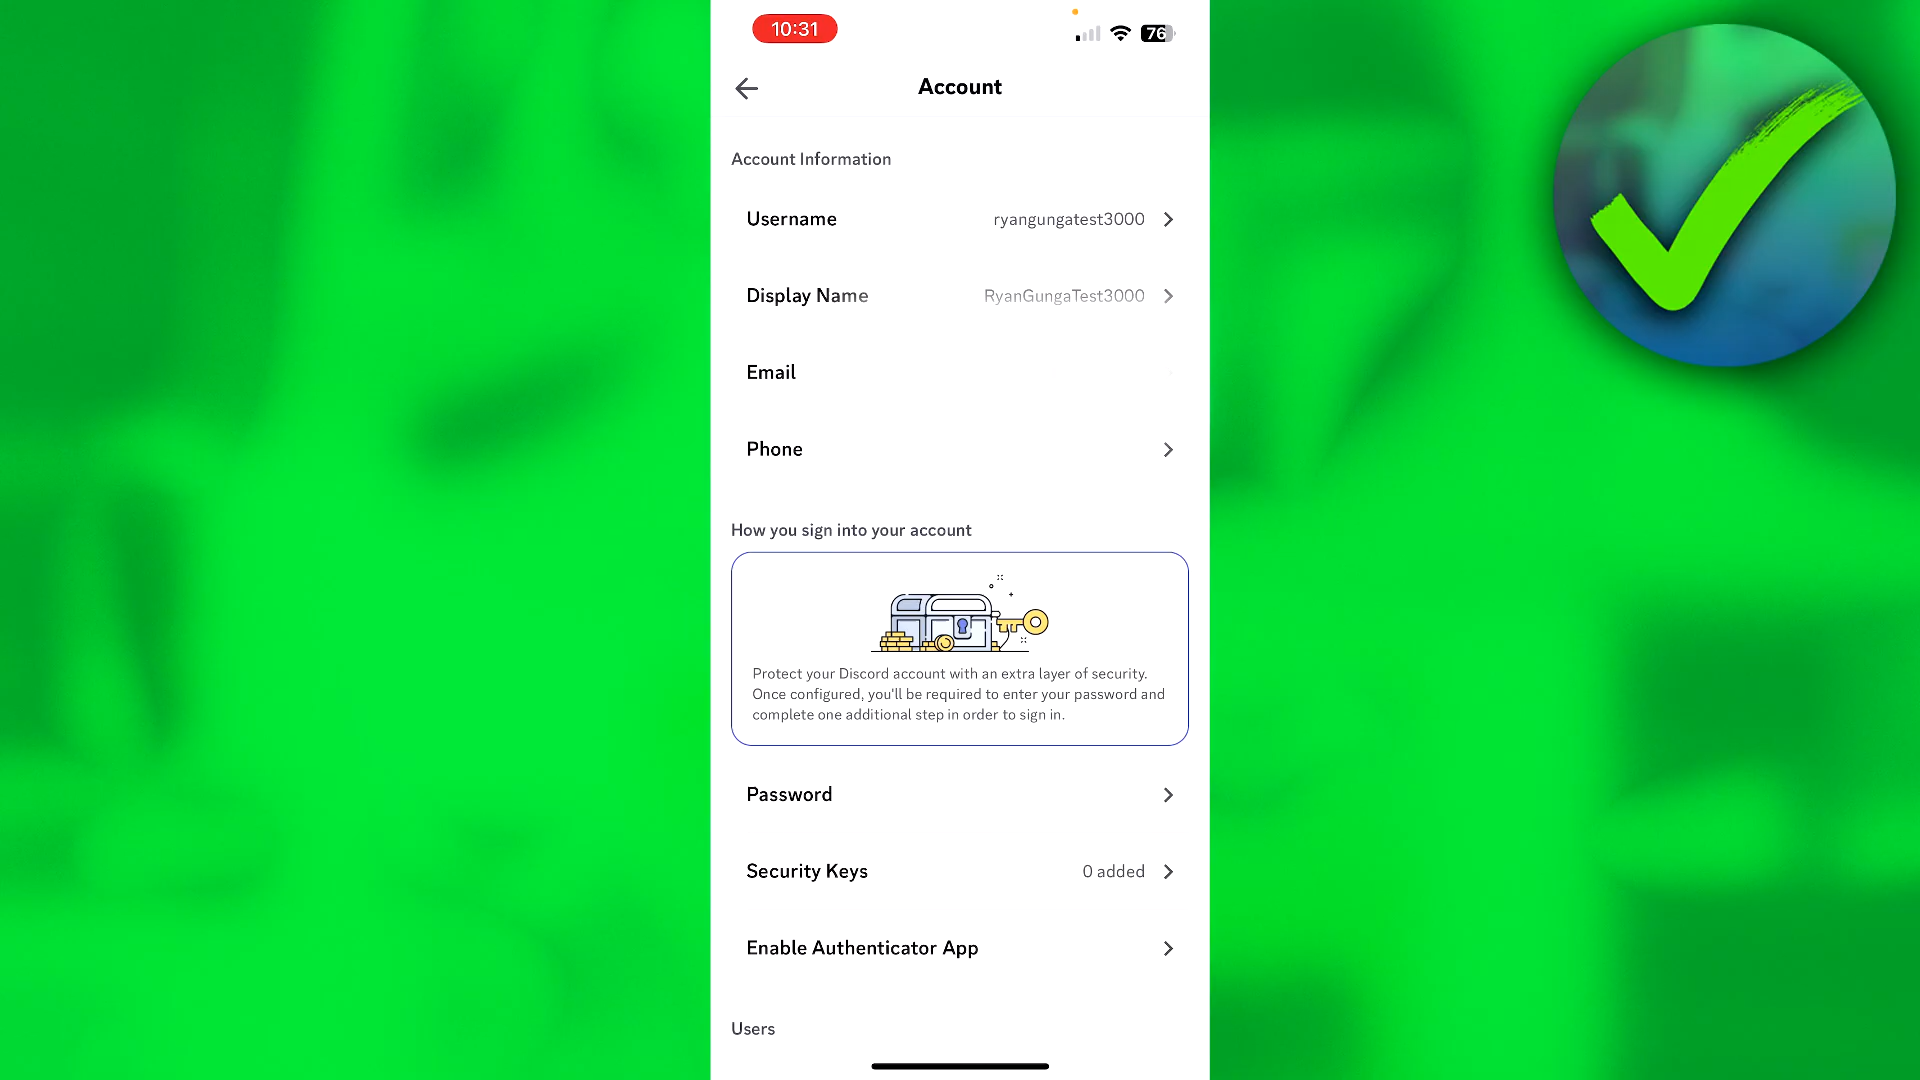 10:31
76
Account
Account Information
Username ryangungatest3000
Display Name RyanGungaTest3000
Email
Phone
How you sign into your account
Protect your Discord account with an extra layer of security.
Once configured, you'll be required to enter your password and
complete one additional step in order to sign in.
Password
Security Keys 0 added
Enable Authenticator App
Users